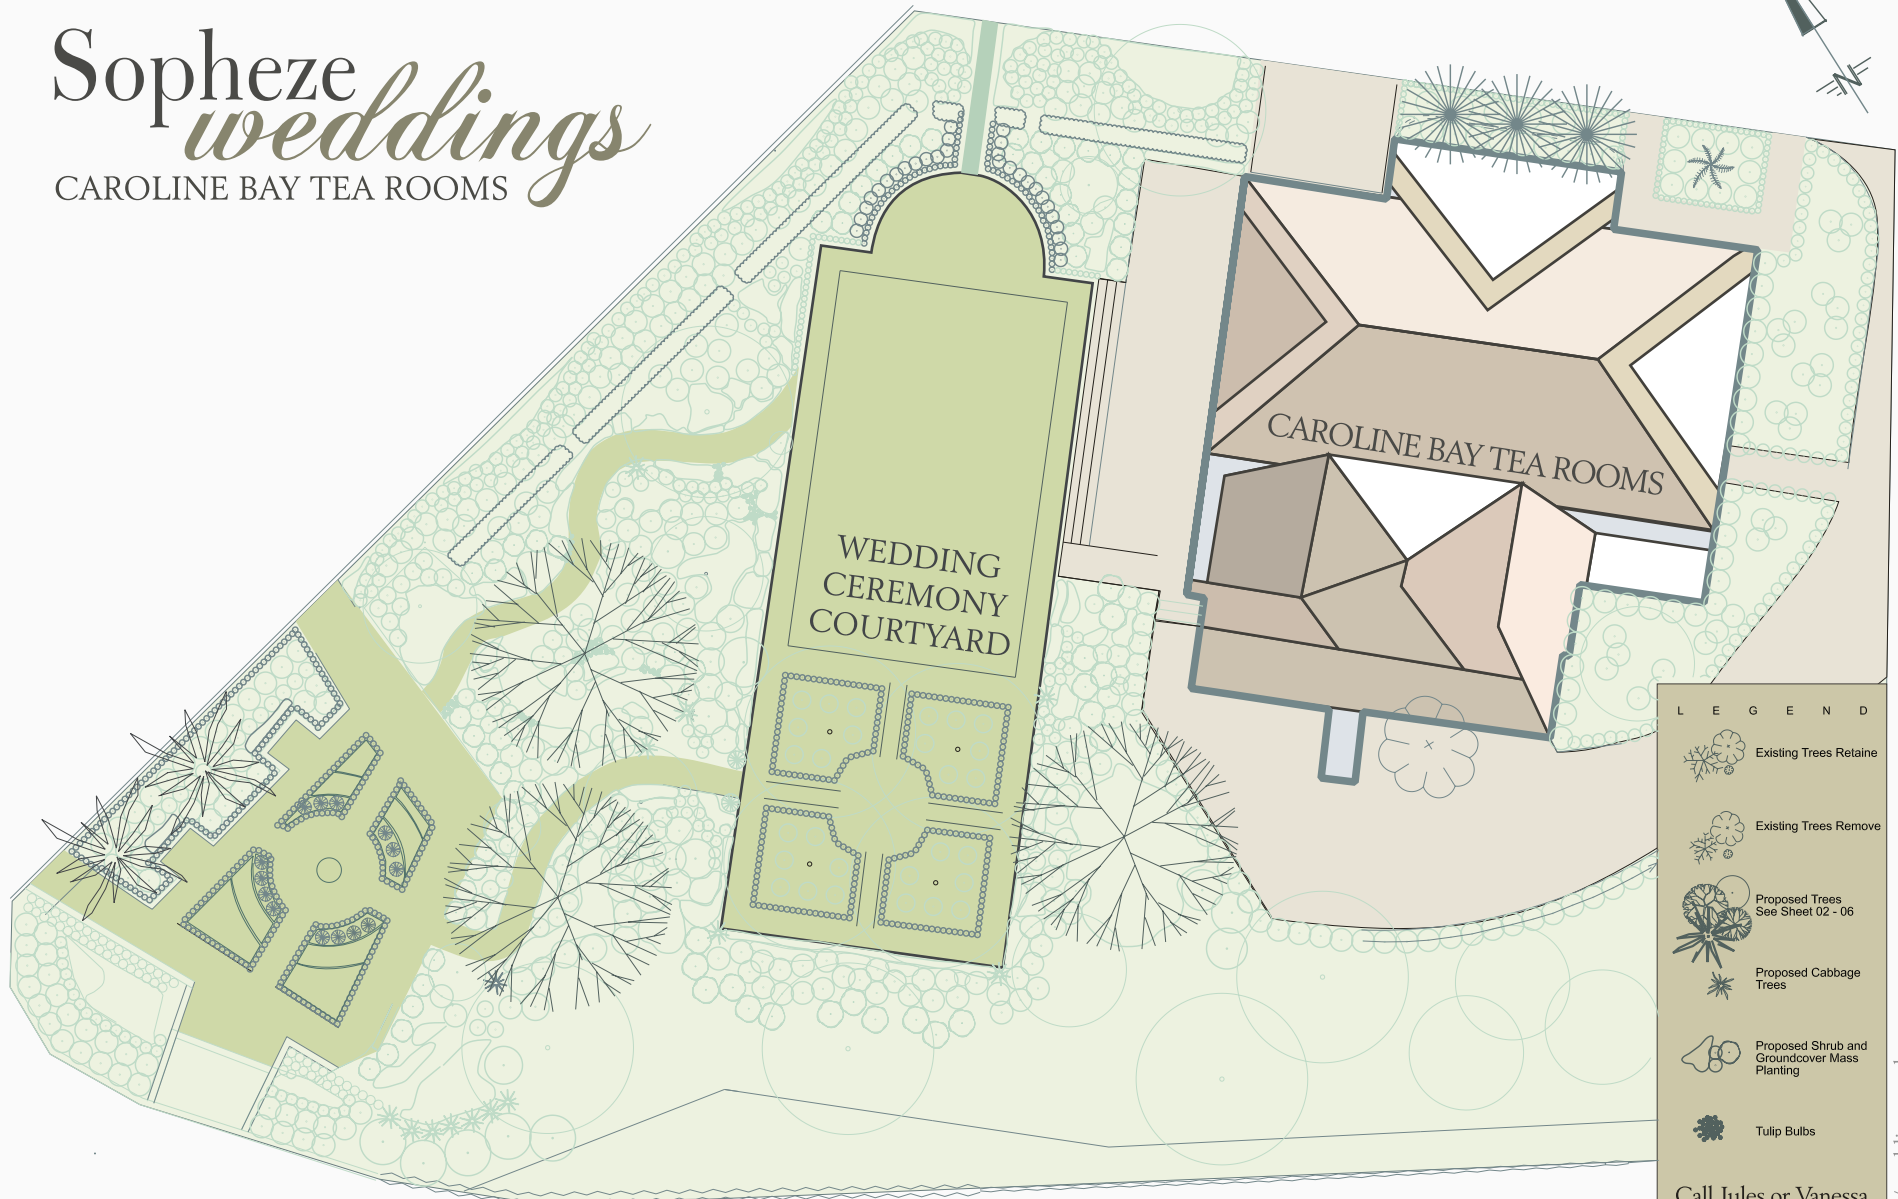 Sopheze
weddings
CAROLINE BAY TEA ROOMS
N
CAROLINE BAY TEA ROOMS
WEDDING
CEREMONY
COURTYARD
LEGEND
Existing Trees Retaine
Existing Trees Remove
Proposed Trees
See Sheet 02 - 06
Proposed Cabbage
Trees
Proposed Shrub and
Groundcover Mass
Planting
Tulip Bulbs
Call Jules or Vanessa